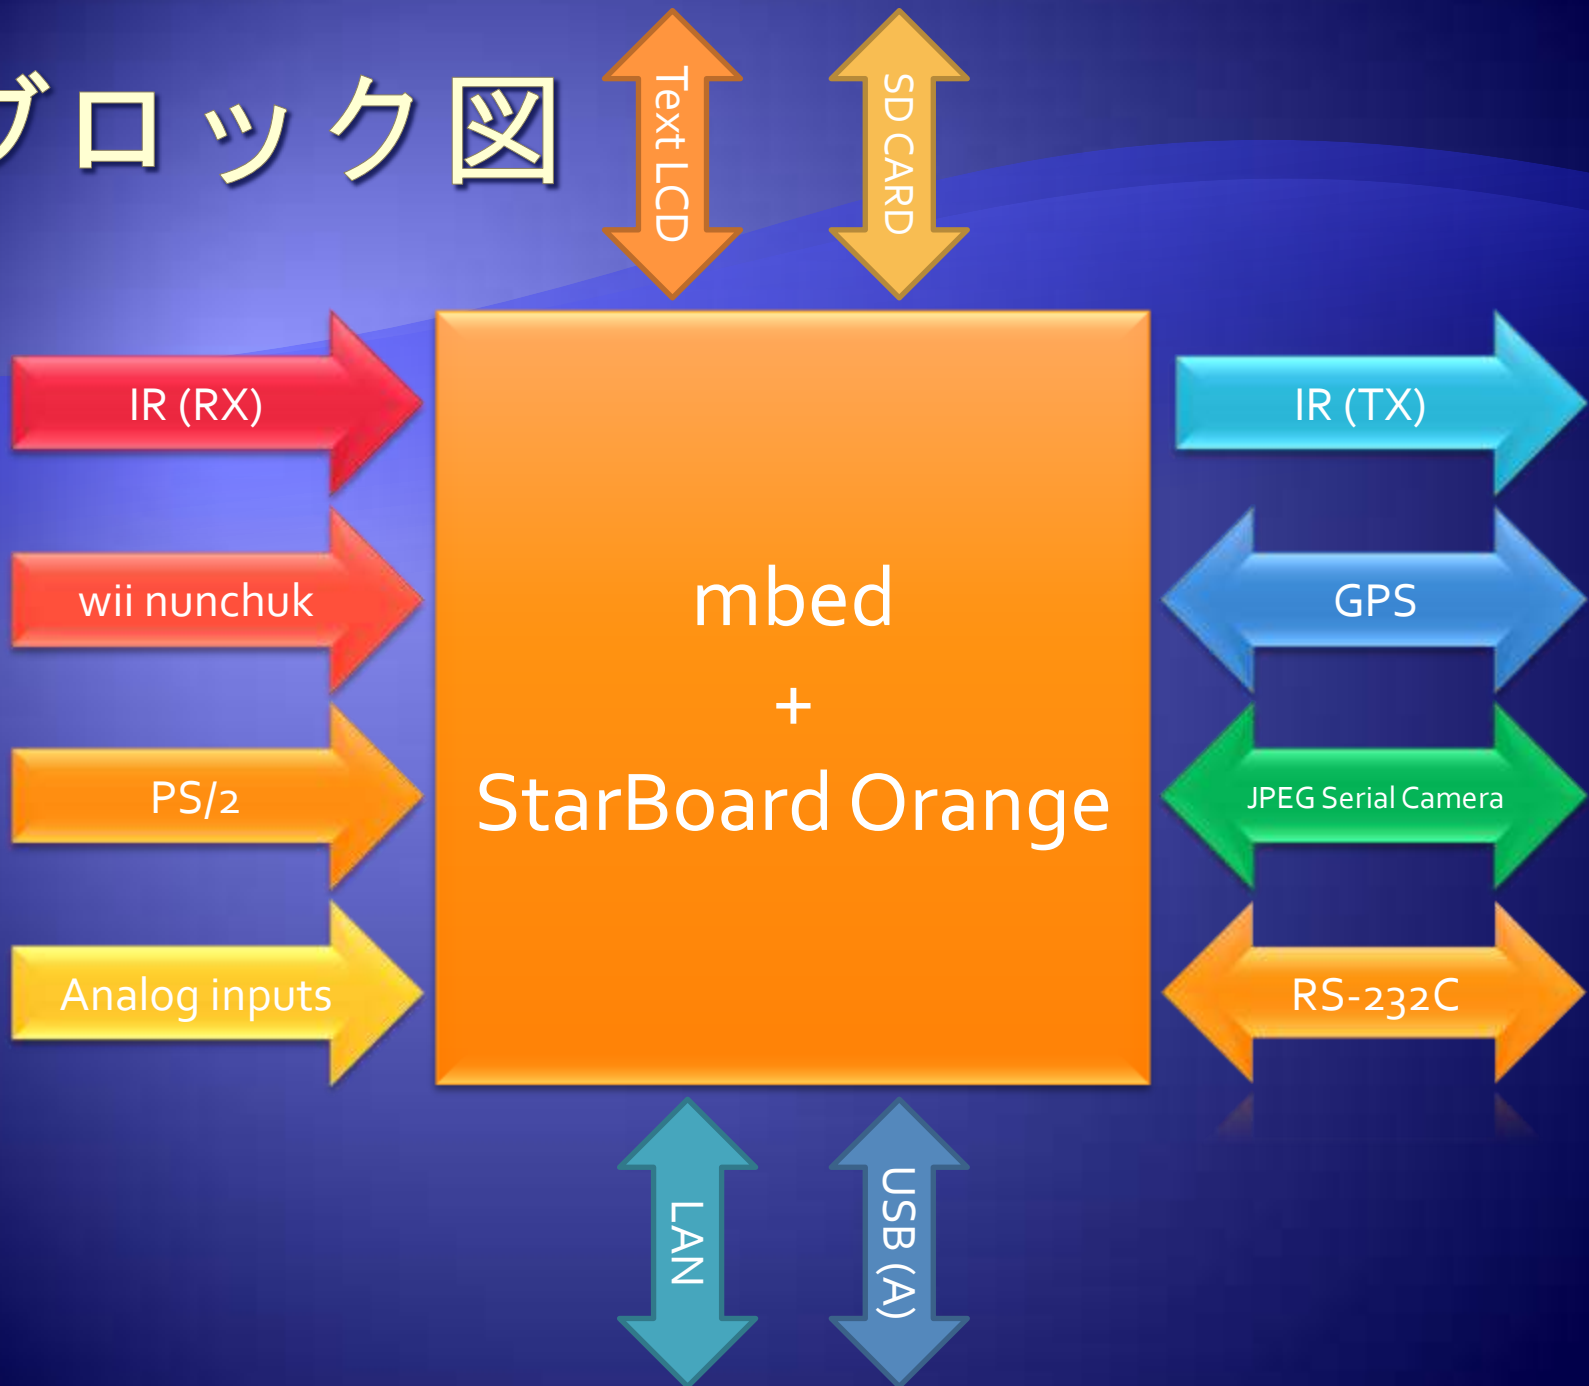 ブロック図
Text LCD
SD CARD
IR (RX)
IR (TX)
wii nunchuk
GPS
mbed
+
StarBoard Orange
PS/2
JPEG Serial Camera
Analog inputs
RS-232C
LAN
USB (A)